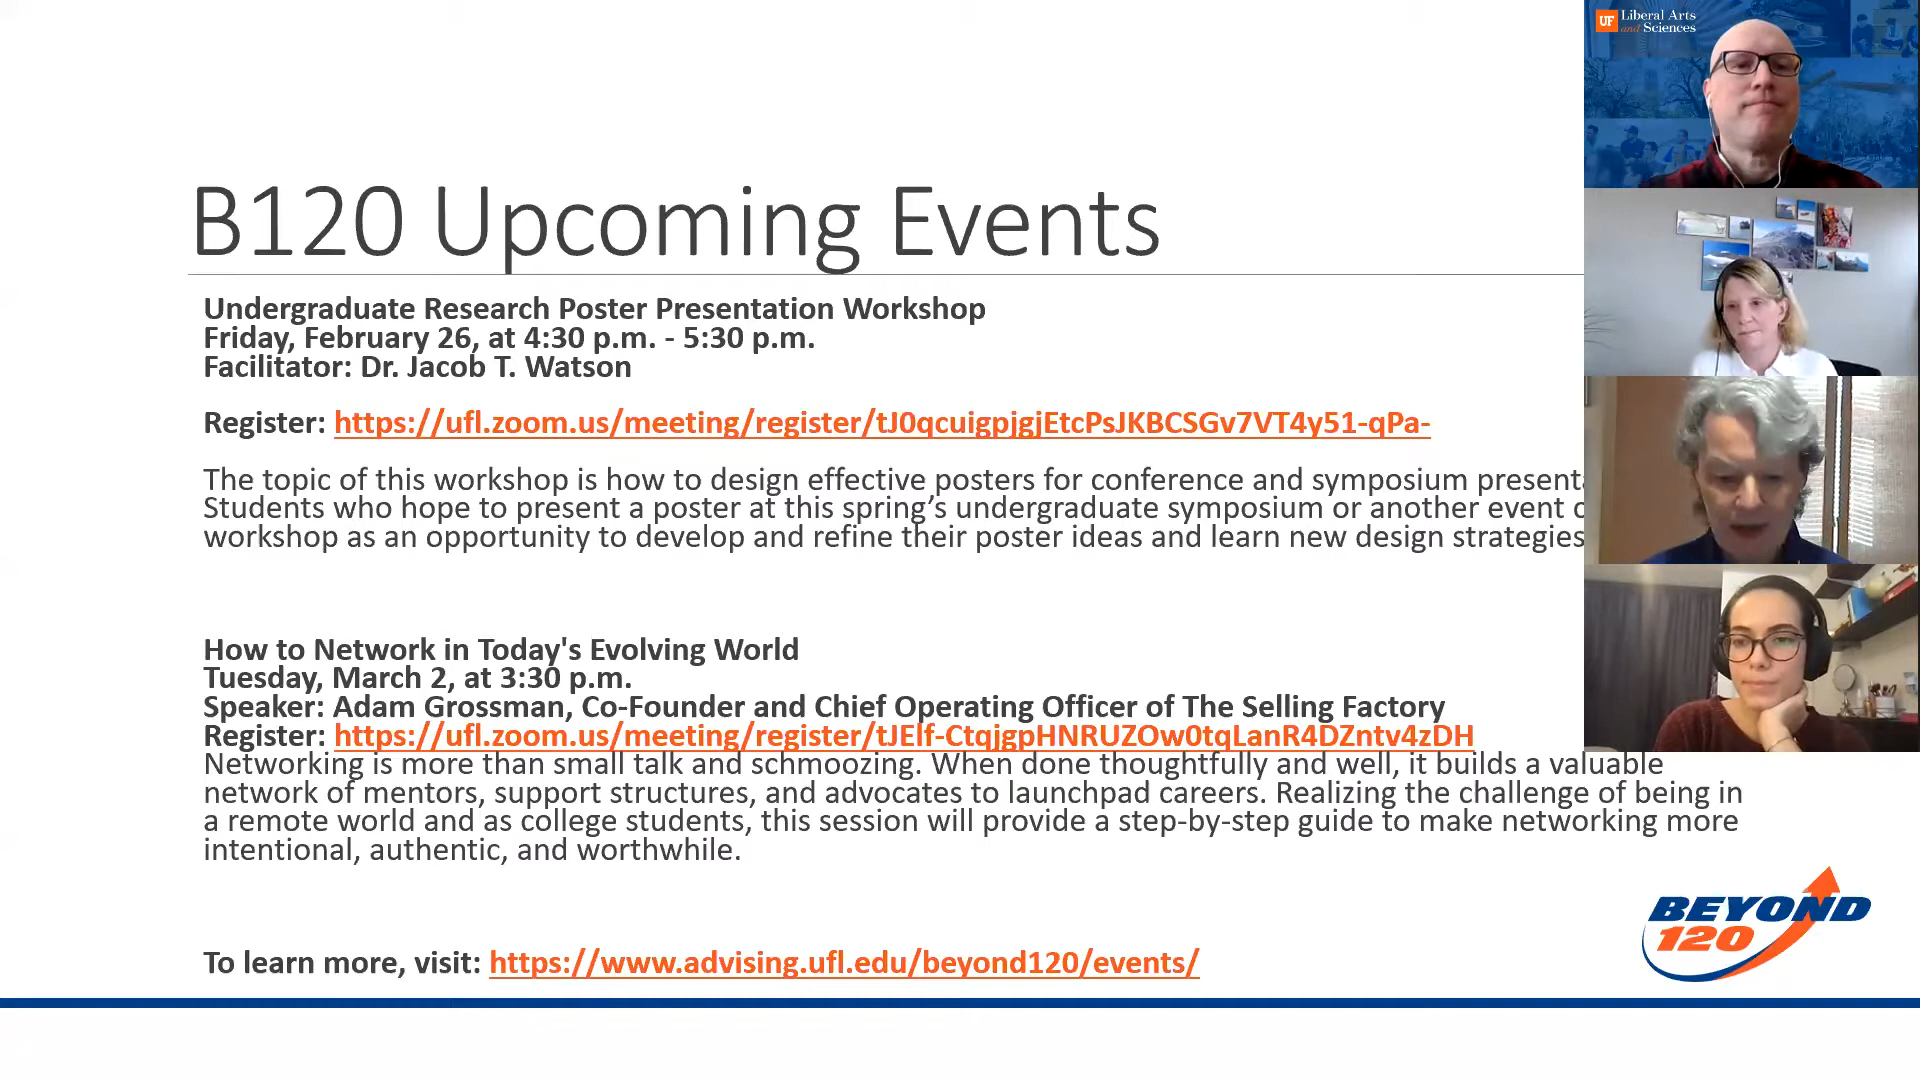 UF Liberal Arts
and Sciences
B120 Upcoming Events
Undergraduate Research Poster Presentation Workshop
Friday, February 26, at 4:30 p.m. - 5:30 p.m.
Facilitator: Dr. Jacob T. Watson
Register: https://ufl.zoom.us/meeting/register/tJ0qcuigpjgjEtcPsJKBCSGv7VT4y51-qPa-
The topic of this workshop is how to design effective posters for conference and symposium
Students who hope to present a poster at this spring’s undergraduate symposium or another event
workshop as an opportunity to develop and refine their poster ideas and learn new design strategies
How to Network in Today's Evolving World
Tuesday, March 2, at 3:30 p.m.
Speaker: Adam Grossman, Co-Founder and Chief Operating Officer of The Selling Factory
Register: https://ufl.zoom.us/meeting/register/tJElf-CtqjgpHNRUZOw0tqLanR4DZntv4zDH
Networking is more than small talk and schmoozing. When done thoughtfully and well, it builds a valuable
network of mentors, support structures, and advocates to launchpad careers. Realizing the challenge of being in
a remote world and as college students, this session will provide a step-by-step guide to make networking more
intentional, authentic, and worthwhile.
To learn more, visit: https://www.advising.ufl.edu/beyond120/events/
BEYOND
120